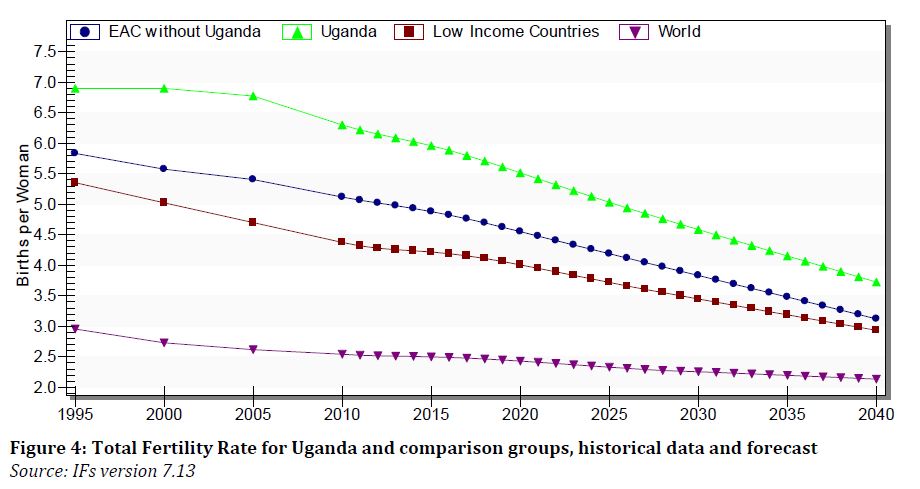 EAC without Uganda Uganda Low Income Countries World
7.5
7.0
6.5
6.0
5.5
5.0
4.5
4.0
3.5
3.0
2.5
2.0
Births per Woman
1995 2000 2005 2010 2015 2020 2025 2030 2035 2040
Figure 4: Total Fertility Rate for Uganda and comparison groups, historical data and forecast
Source: IFs version 7.13